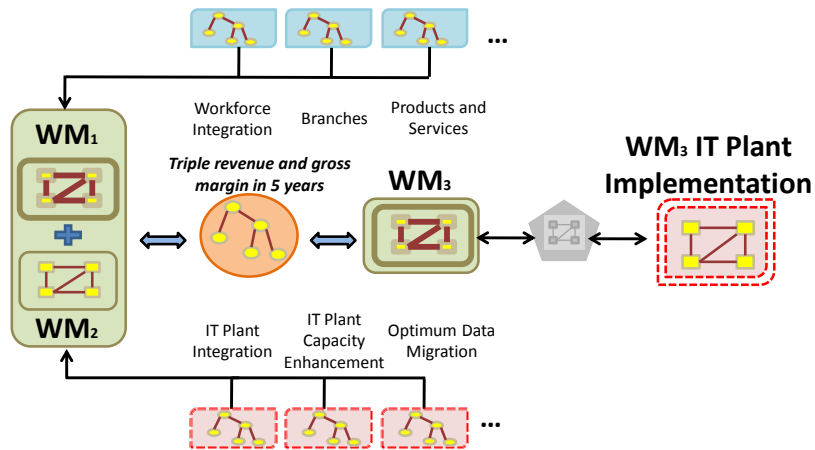 ...
Workforce
Integration
Branches
Products and
Services
WM1
Triple revenue and gross
margin in 5 years
WM3
WM3 IT Plant
Implementation
WM2
IT Plant
Integration
IT Plant
Capacity
Enhancement
Optimum Data
Migration
...